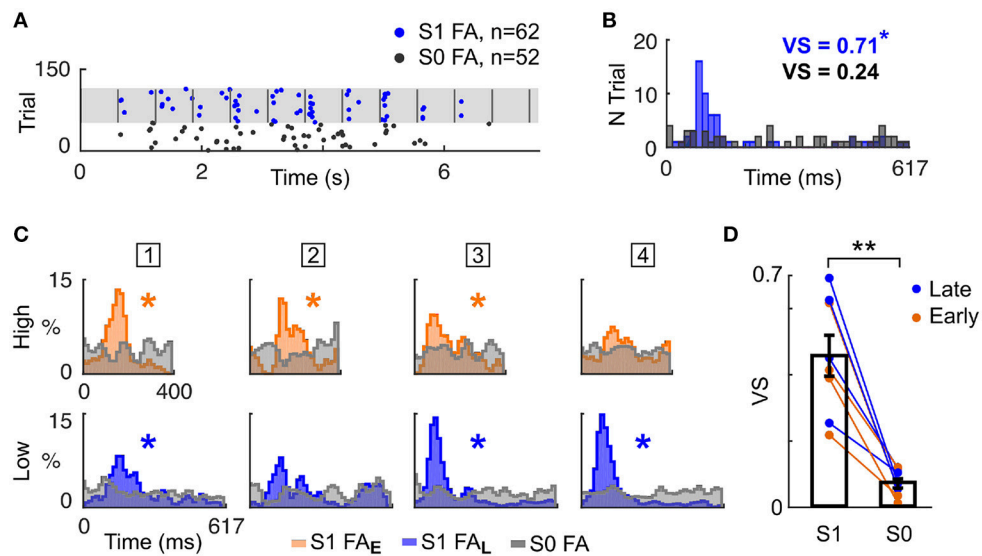 A
S1 FA, n=62
S0 FA, n=52
150
Trial
0
0 2 4 6
Time (s)
B
VS = 0.71*
VS = 0.24
20
10
0
N Trial
0 617
Time (ms)
C
1 2 3 4
High
15
%
0
0 400
Low
15
%
0
0 617
Time (ms)
S1 FAE S1 FAL S0 FA
D
**
0.7
VS
0
Late
Early
S1 S0